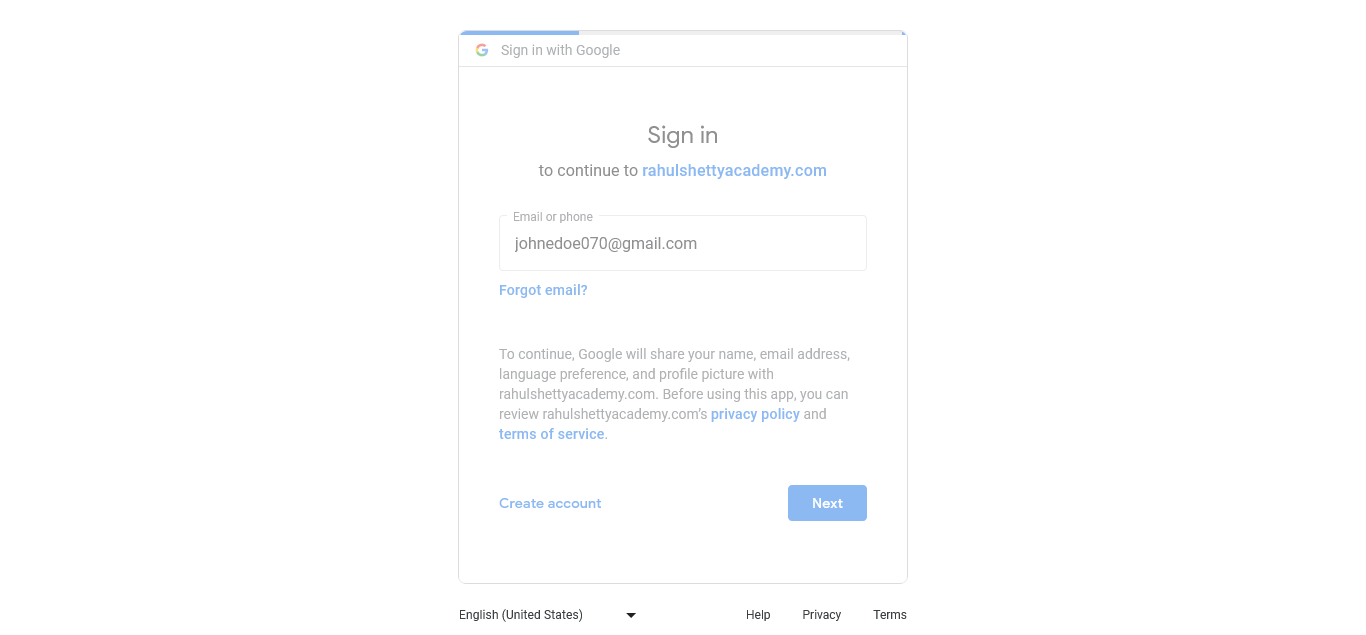 Sign in with Google
Sign in
to continue to rahulshettyacademy.com
Email or phone
johnedoe070@gmail.com
Forgot email?
To continue, Google will share your name, email address,
language preference, and profile picture with
rahulshettyacademy.com. Before using this app, you can
review rahulshettyacademy.com's privacy policy and
terms of service.
Create account Next
English (United States) Help Privacy Terms